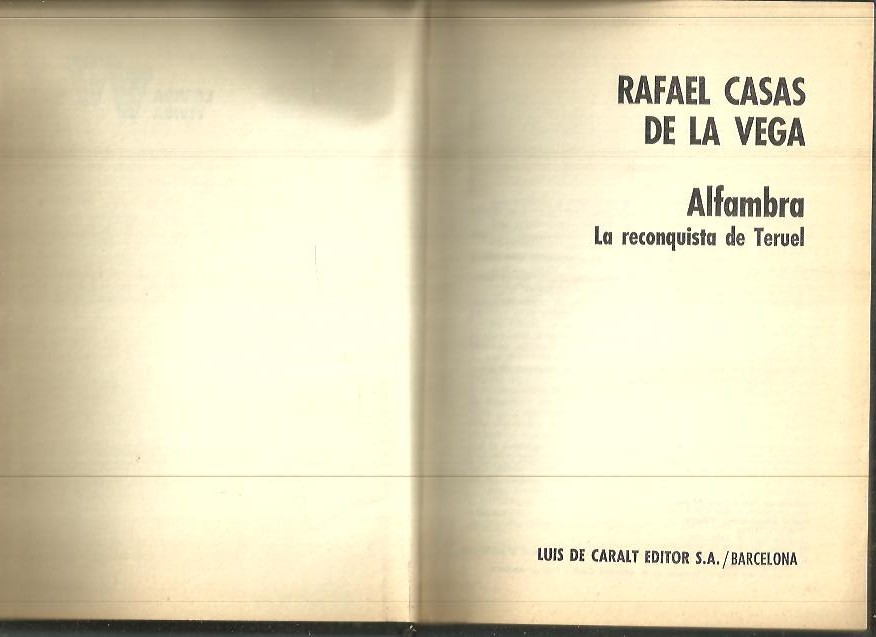 RAFAEL CASAS
DE LA VEGA
Alfambra
La reconquista de Teruel
LUIS DE CARALT EDITOR S.A./BARCELONA